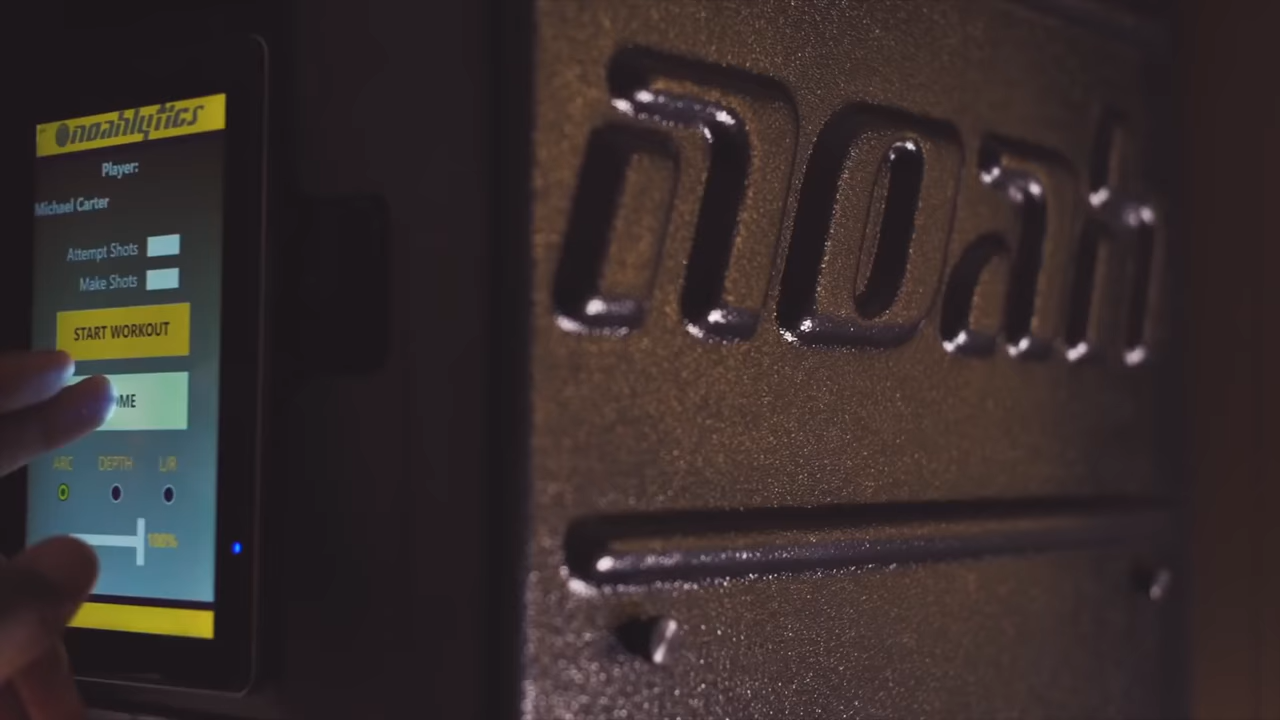 noahlytics
Player:
Michael Carter
Attempt Shots
Make Shots
START WORKOUT
ARC DEPTH L/R
100%
noah